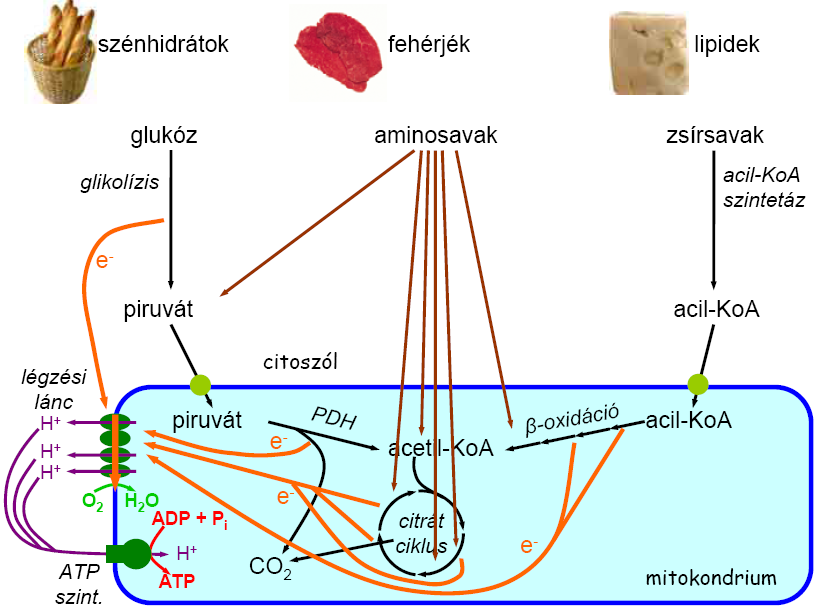 szénhidrátok
fehérjék
lipidek
glukóz
aminosavak
zsírsavak
glikolízis
acil-KoA
szintetáz
e-
piruvát
acil-KoA
citoszól
légzési
lánc
piruvát
PDH
β-oxidáció
acil-KoA
H+
e-
acetil-KoA
H+
H+
O2
H2O
e-
citrát
ciklus
ADP + Pi
e-
H+
CO2
ATP
ATP
szint.
mitokondrium